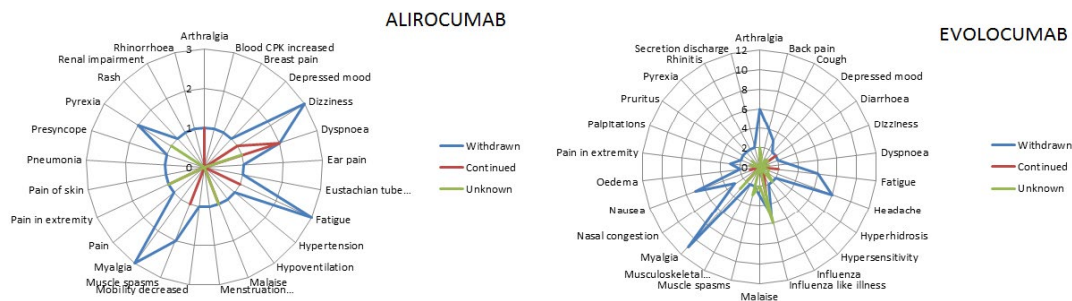 ALIROCUMAB
Arthralgia
Blood CPK increased
Breast pain
Depressed mood
Dizziness
Dyspnoea
Ear pain
Eustachian tube...
Fatigue
Hypertension
Hypoventilation
Malaise
Menstruation...
Mobility decreased
Muscle spasms
Myalgia
Pain
Pain in extremity
Pain of skin
Pneumonia
Presyncope
Pyrexia
Rash
Renal impairment
Rhinorrhoea
3
2
1
0
Withdrawn
Continued
Unknown
EVOLOCUMAB
Arthralgia
Back pain
Cough
Depressed mood
Diarrhoea
Dizziness
Dyspnoea
Fatigue
Headache
Hyperhidrosis
Hypersensitivity
Influenza
Influenza like illness
Malaise
Muscle spasms
Musculoskeletal...
Myalgia
Nasal congestion
Nausea
Oedema
Pain in extremity
Palpitations
Pruritus
Pyrexia
Rhinitis
Secretion discharge
12
10
8
6
4
2
0
Withdrawn
Continued
Unknown